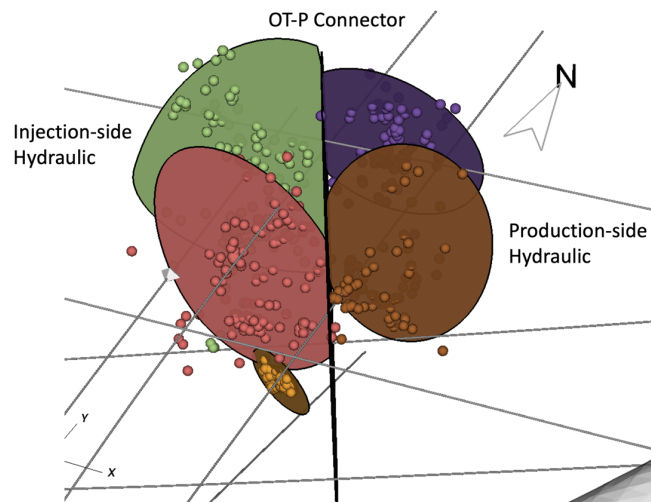 OT-P Connector
N
Injection-side
Hydraulic
Production-side
Hydraulic
Y
X